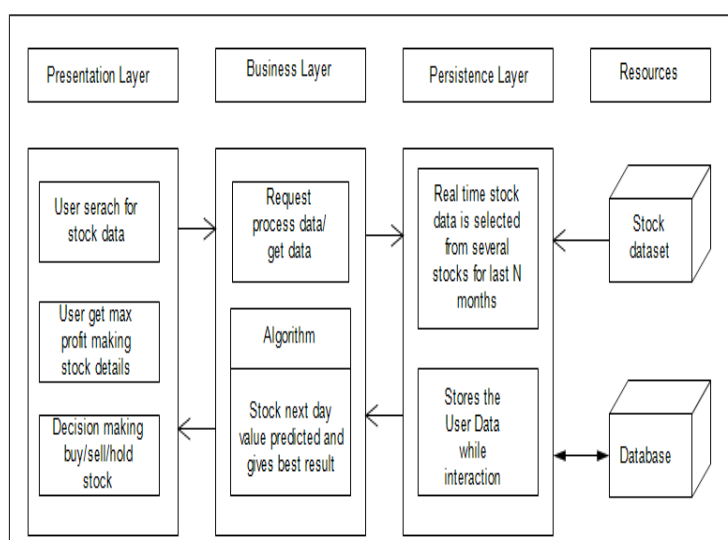 Presentation Layer
Business Layer
Persistence Layer
Resources
User serach for
stock data
User get max
profit making
stock details
Decision making
buy/sell/hold
stock
Request
process data/
get data
Algorithm
Stock next day
value predicted and
gives best result
Real time stock
data is selected
from several
stocks for last N
months
Stores the
User Data
while
interaction
Stock
dataset
Database